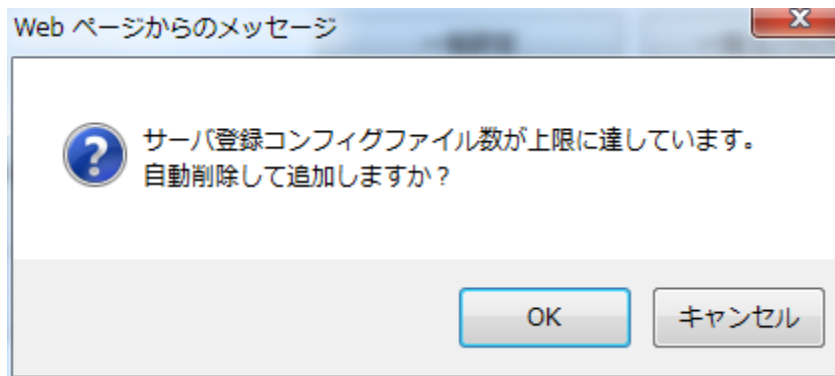 Web ページからのメッセージ
サーバ登録コンフィグファイル数が上限に達しています。
自動削除して追加しますか？
OK
キャンセル